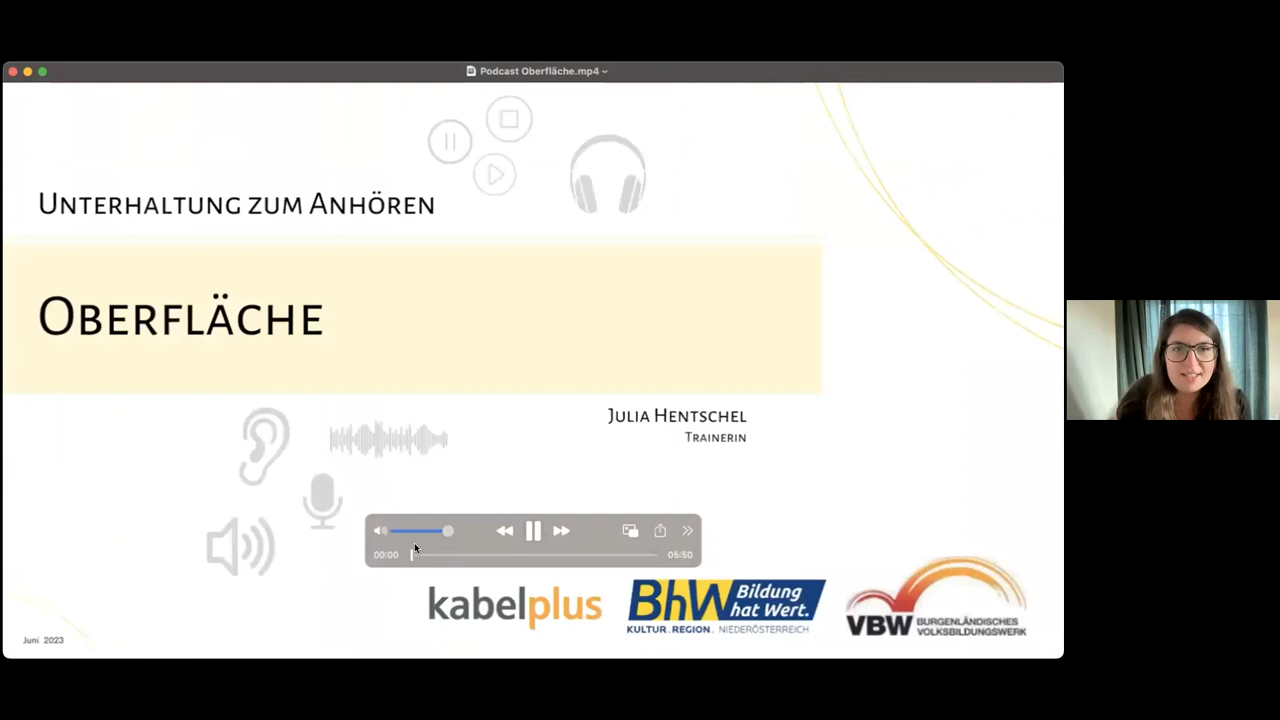 Podcast Oberfläche.mp4
Unterhaltung zum Anhören
Oberfläche
Julia Hentschel
Trainerin
00:00
05:50
kabelplus
BhW Bildung hat Wert.
KULTUR.REGION. NIEDERÖSTERREICH
VBW BURGENLÄNDISCHES VOLKSBILDUNGSWERK
Juni 2023